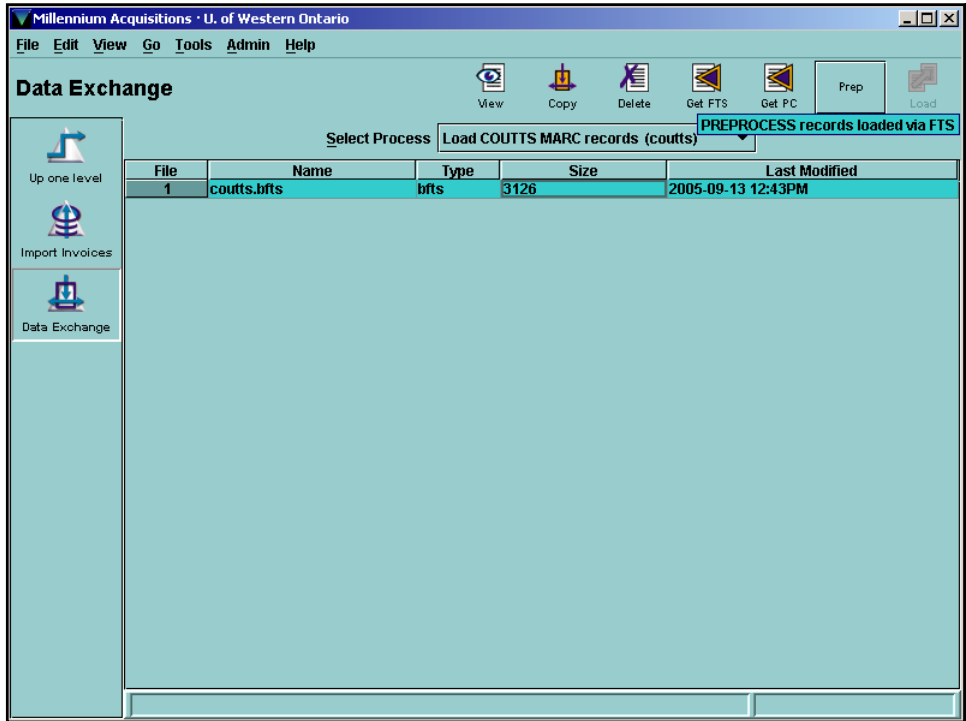 Millennium Acquisitions · U. of Western Ontario
File Edit View Go Tools Admin Help
Data Exchange
View Copy Delete Get FTS Get PC Prep Load
PREPROCESS records loaded via FTS
Select Process Load COUTTS MARC records (coutts)
Up one level
Import Invoices
Data Exchange
File Name Type Size Last Modified
1 coutts.bfts bfts 3126 2005-09-13 12:43PM